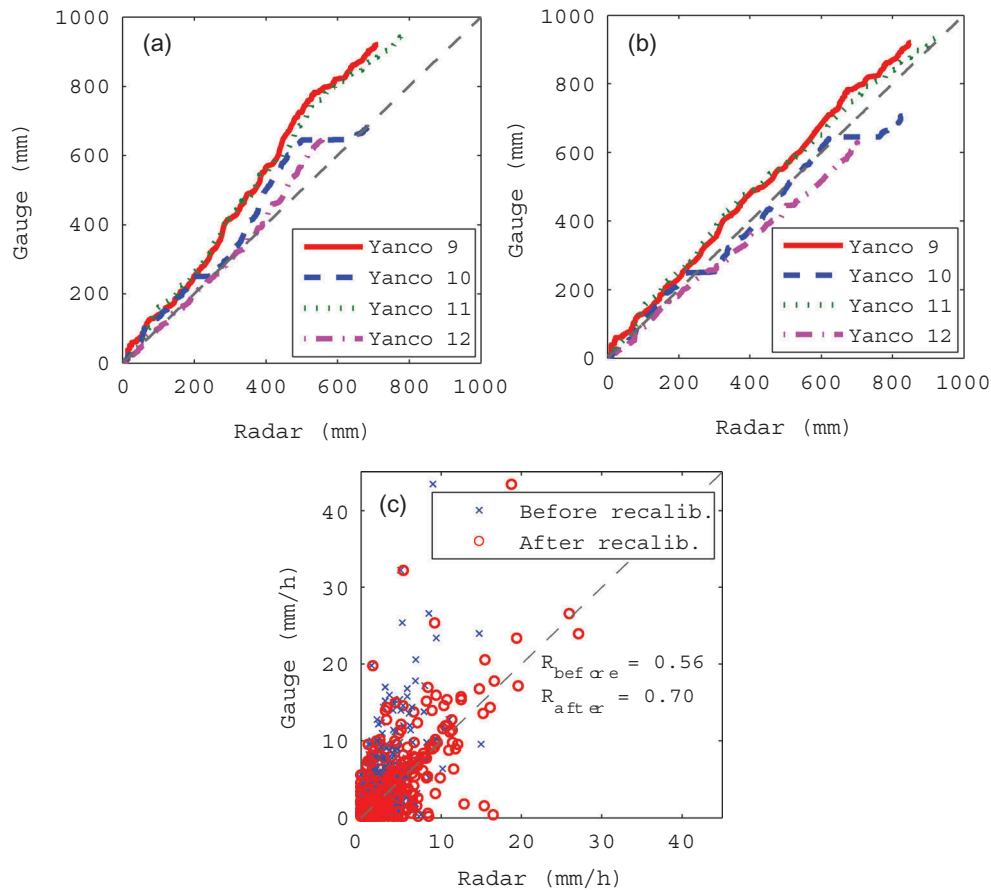 (a)
1000
800
600
400
200
0
Gauge (mm)
0 200 400 600 800 1000
Radar (mm)
Yanco 9
Yanco 10
Yanco 11
Yanco 12
(b)
1000
800
600
400
200
0
Gauge (mm)
0 200 400 600 800 1000
Radar (mm)
Yanco 9
Yanco 10
Yanco 11
Yanco 12
(c)
Before recalib.
After recalib.
40
30
20
10
0
Gauge (mm/h)
R before = 0.56
R after = 0.70
0 10 20 30 40
Radar (mm/h)